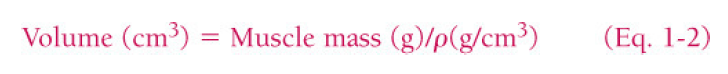 Volume (cm³) = Muscle mass (g)/ρ(g/cm³) (Eq. 1-2)